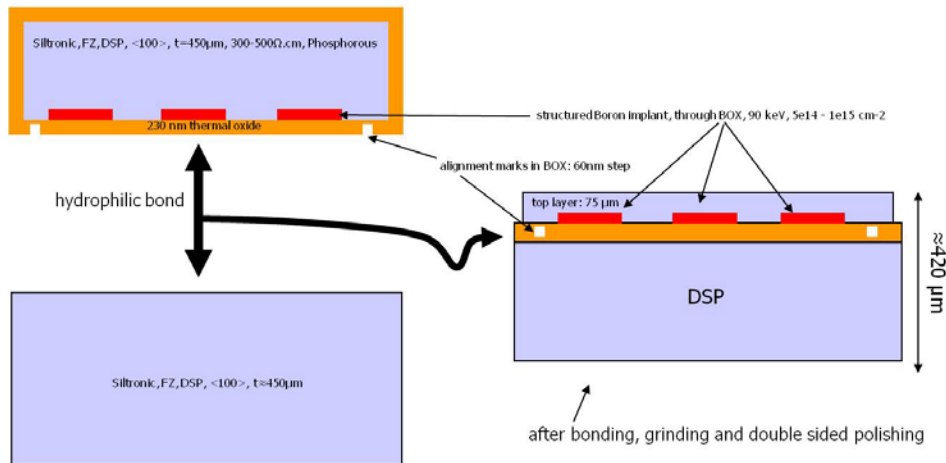 Siltronic,FZ,DSP, <100>, t=450µm, 300-500Ω.cm, Phosphorous
230 nm thermal oxide
structured Boron implant, through BOX, 90 keV, 5e14 - 1e15 cm-2
alignment marks in BOX: 60nm step
hydrophilic bond
top layer: 75 µm
≈420 µm
DSP
Siltronic,FZ,DSP, <100>, t≈450µm
after bonding, grinding and double sided polishing